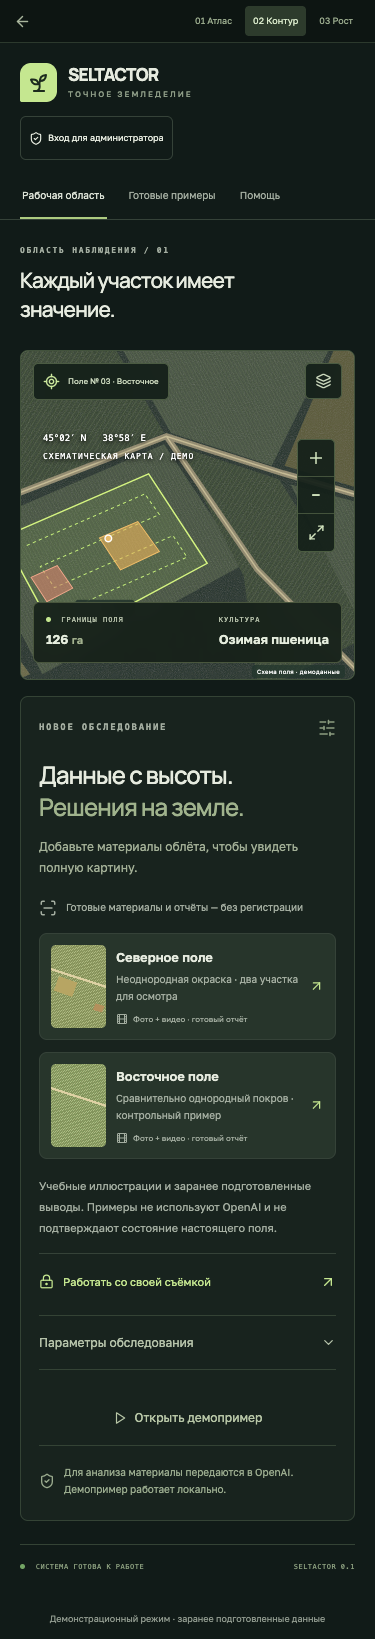 01 Атлас 02 Контур 03 Рост
SELTACTOR
ТОЧНОЕ ЗЕМЛЕДЕЛИЕ
Вход для администратора
Рабочая область Готовые примеры Помощь
ОБЛАСТЬ НАБЛЮДЕНИЯ / 01
Каждый участок имеет
значение.
Поле № 03 · Восточное
45°02′ N 38°58′ E
СХЕМАТИЧЕСКАЯ КАРТА / ДЕМО
ГРАНИЦЫ ПОЛЯ КУЛЬТУРА
126 га Озимая пшеница
Схема поля · демоданные
НОВОЕ ОБСЛЕДОВАНИЕ
Данные с высоты.
Решения на земле.
Добавьте материалы облёта, чтобы увидеть
полную картину.
Готовые материалы и отчёты — без регистрации
Северное поле
Неоднородная окраска · два участка
для осмотра
Фото + видео · готовый отчёт
Восточное поле
Сравнительно однородный покров ·
контрольный пример
Фото + видео · готовый отчёт
Учебные иллюстрации и заранее подготовленные
выводы. Примеры не используют OpenAI и не
подтверждают состояние настоящего поля.
Работать со своей съёмкой
Параметры обследования
Открыть демопример
Для анализа материалы передаются в OpenAI.
Демопример работает локально.
СИСТЕМА ГОТОВА К РАБОТЕ SELTACTOR 0.1
Демонстрационный режим · заранее подготовленные данные